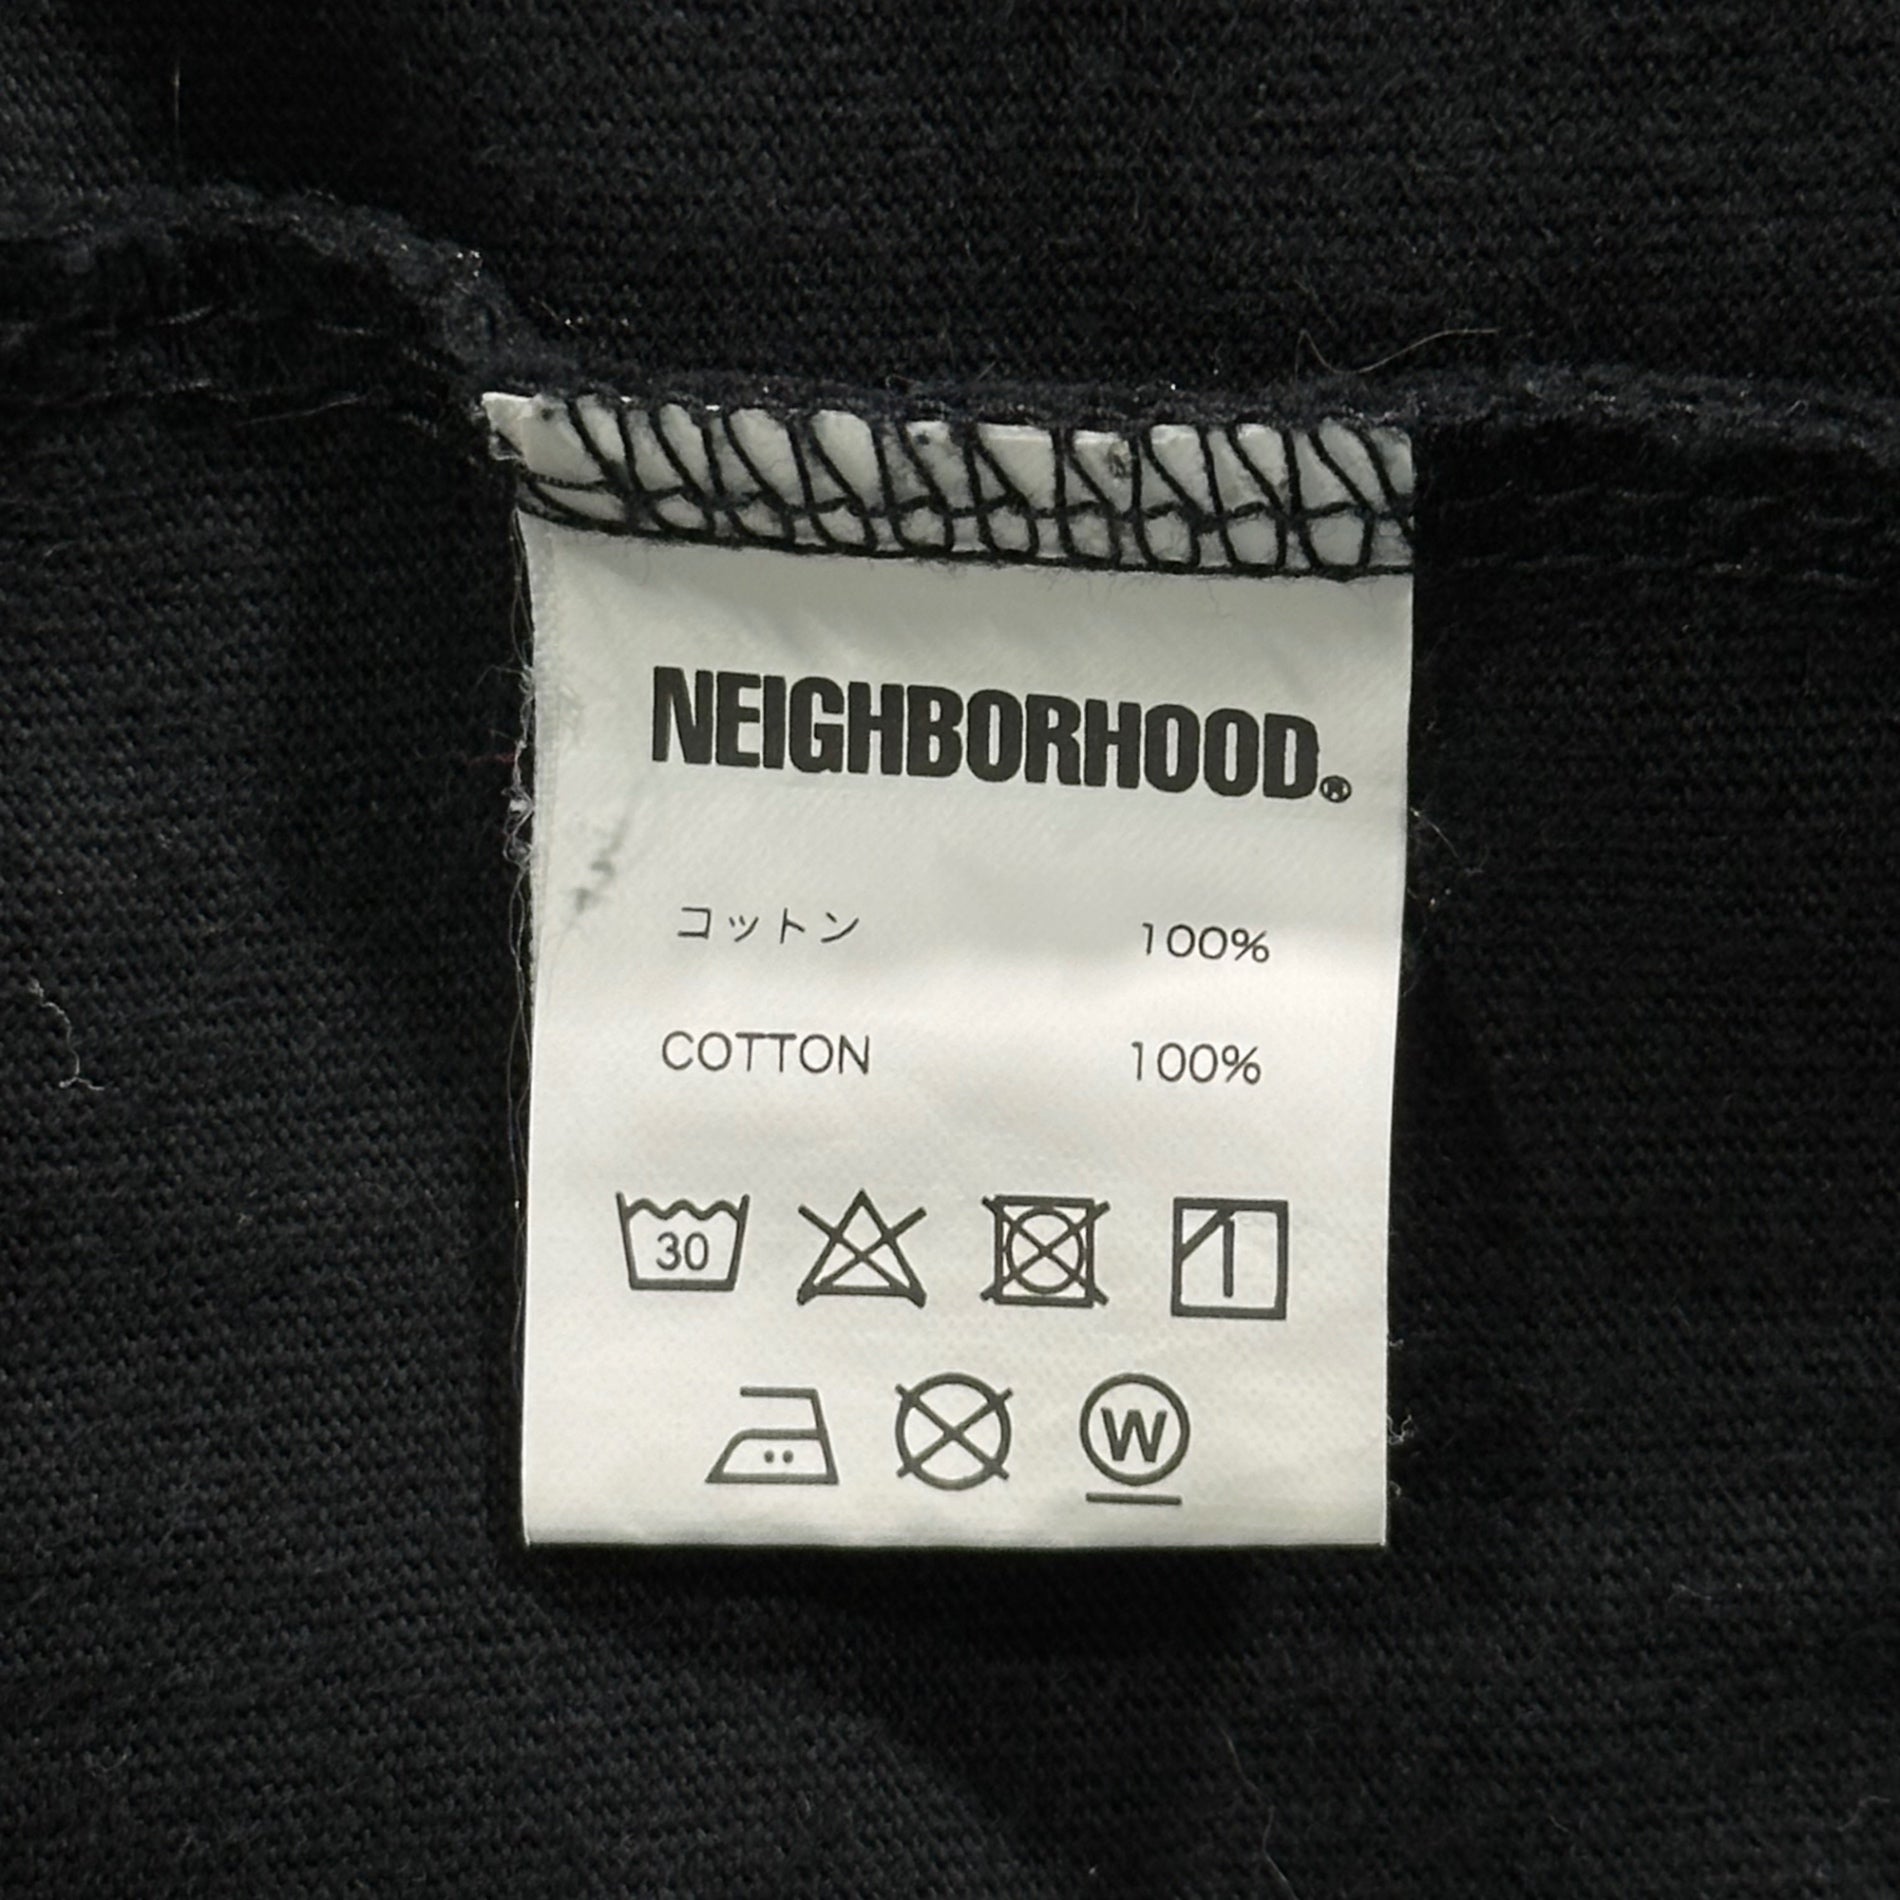 NEIGHBORHOOD®
コットン 100%
COTTON 100%
30
W